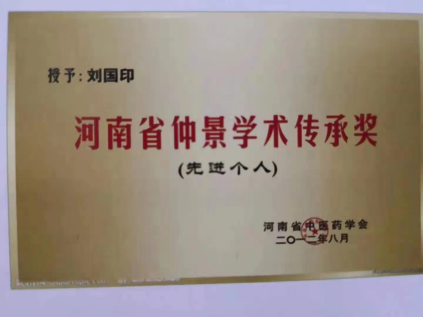 授予：刘国印
河南省仲景学术传承奖
(先进个人)
河南省中医药学会
二〇一二年八月